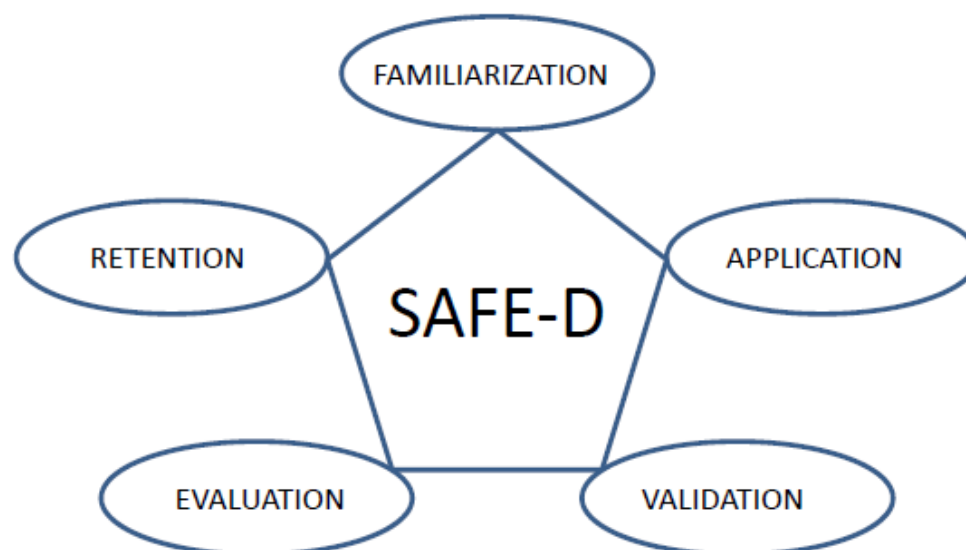 FAMILIARIZATION
RETENTION
APPLICATION
SAFE-D
EVALUATION
VALIDATION